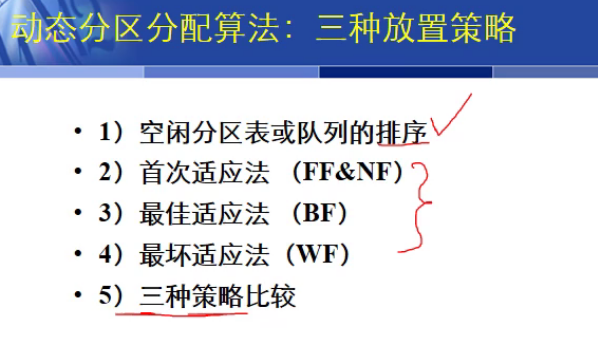 动态分区分配算法：三种放置策略
• 1）空闲分区表或队列的排序
• 2）首次适应法 （FF&NF）
• 3）最佳适应法 （BF）
• 4）最坏适应法（WF）
• 5）三种策略比较